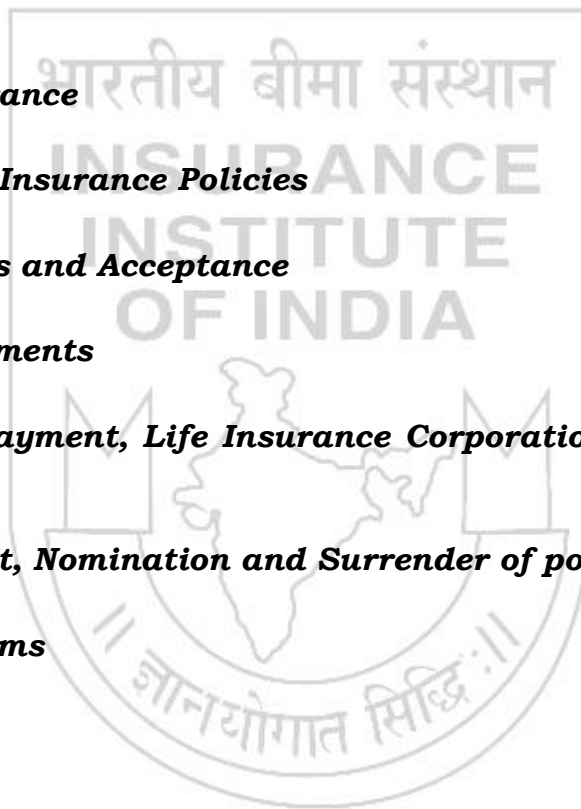 भारतीय बीमा संस्थान
rance
INSURANCE
Insurance Policies
INSTITUTE
s and Acceptance
OF INDIA
ments
ayment, Life Insurance Corporatio
t, Nomination and Surrender of po
ms
॥ ज्ञानयोगात सिद्धि :॥